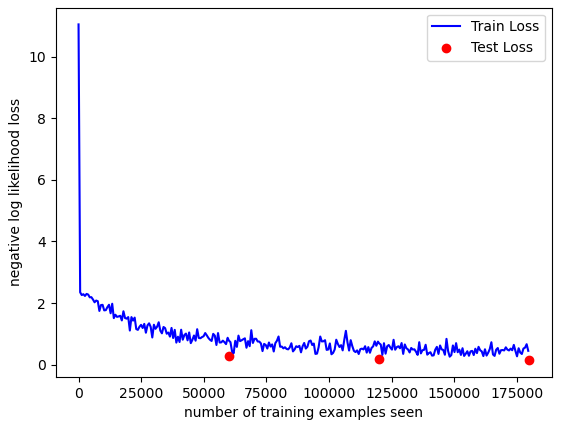 Train Loss
Test Loss
10
8
6
4
2
0
negative log likelihood loss
0 25000 50000 75000 100000 125000 150000 175000
number of training examples seen